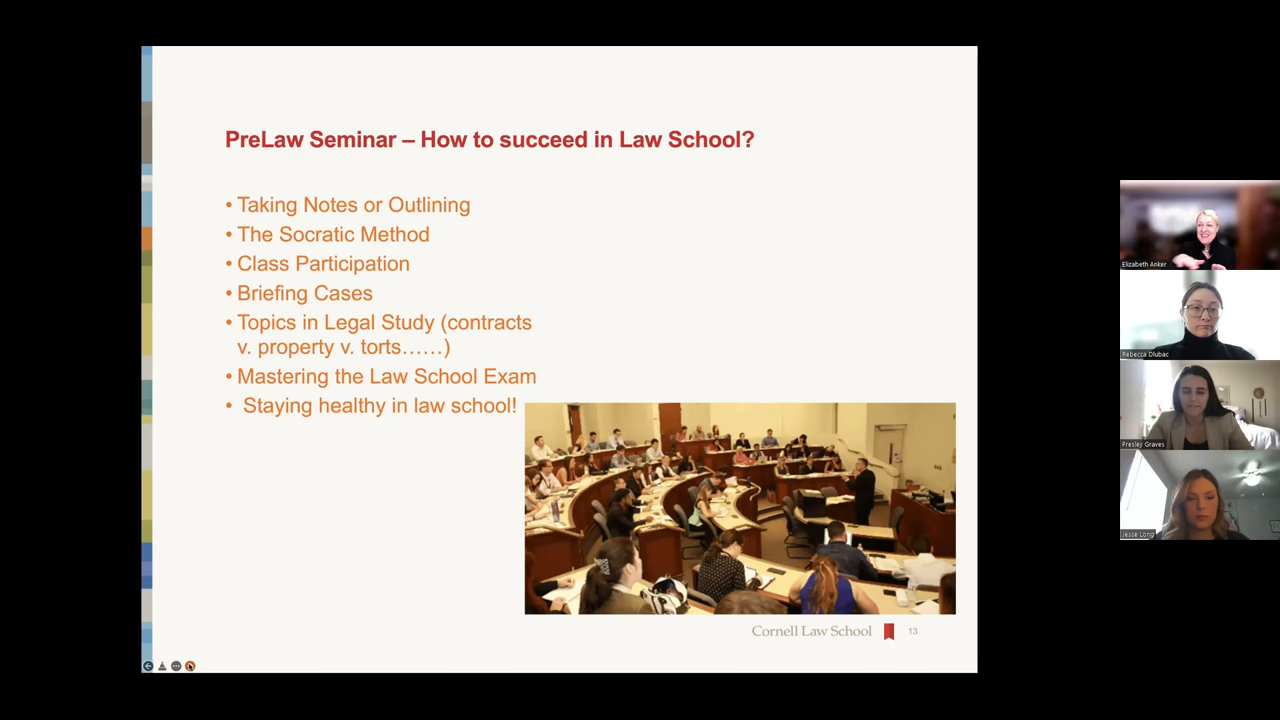 PreLaw Seminar – How to succeed in Law School?
• Taking Notes or Outlining
• The Socratic Method
• Class Participation
• Briefing Cases
• Topics in Legal Study (contracts
v. property v. torts……)
• Mastering the Law School Exam
• Staying healthy in law school!
Cornell Law School
13
Elizabeth Anker
Rebecca Dlubac
Presley Graves
Jesse Long